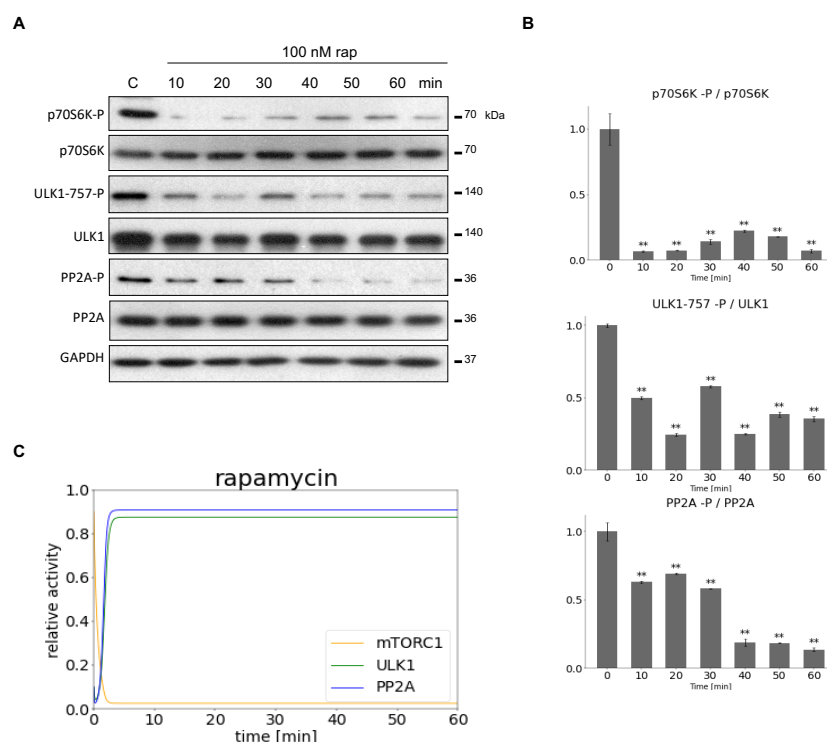 A
100 nM rap
C 10 20 30 40 50 60 min
p70S6K-P 70 kDa
p70S6K 70
ULK1-757-P 140
ULK1 140
PP2A-P 36
PP2A 36
GAPDH 37
B
p70S6K -P / p70S6K
1.0
0.5
0.0
** ** ** ** ** **
0 10 20 30 40 50 60
Time [min]
ULK1-757 -P / ULK1
1.0
0.5
0.0
** ** ** ** ** **
0 10 20 30 40 50 60
Time [min]
PP2A -P / PP2A
1.0
0.5
0.0
** ** ** ** ** **
0 10 20 30 40 50 60
Time [min]
C
rapamycin
relative activity
1.0
0.8
0.6
0.4
0.2
0.0
mTORC1
ULK1
PP2A
0 10 20 30 40 50 60
time [min]